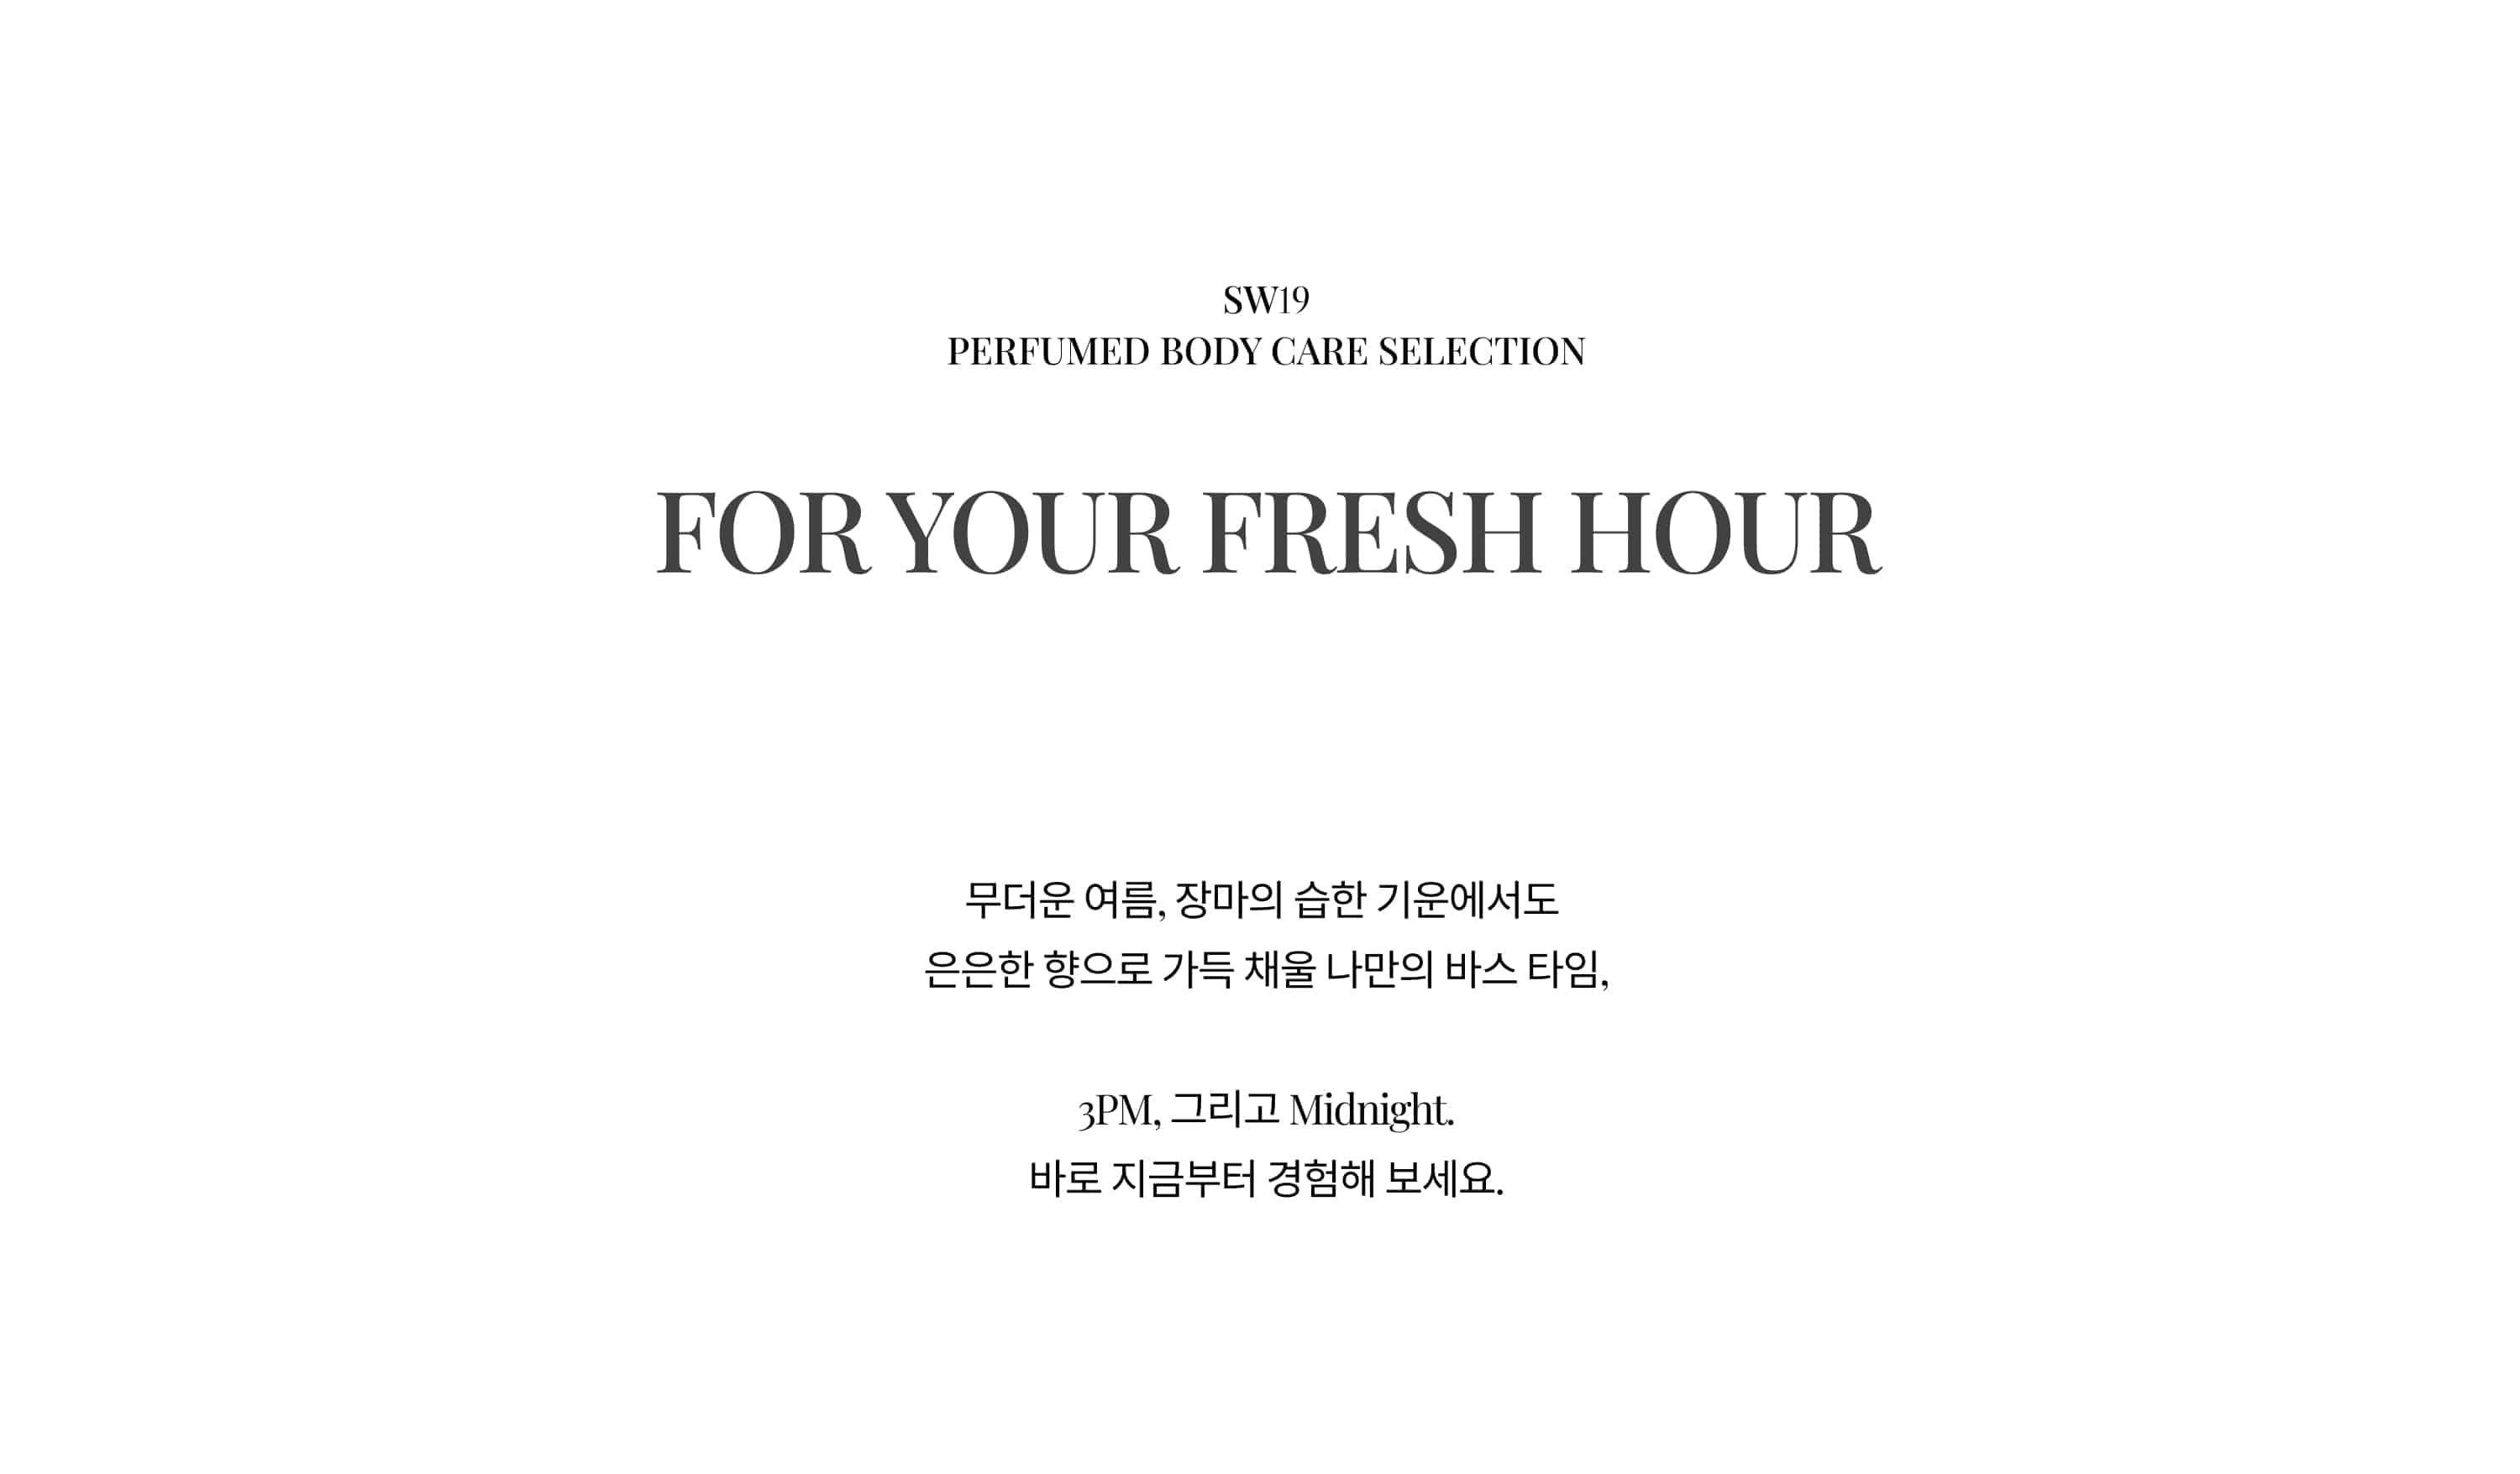 SW19
PERFUMED BODY CARE SELECTION
FOR YOUR FRESH HOUR
무더운 여름, 장마의 습한 기운에서도
은은한 향으로 가득 채울 나만의 바스 타임,
3PM, 그리고 Midnight.
바로 지금부터 경험해 보세요.